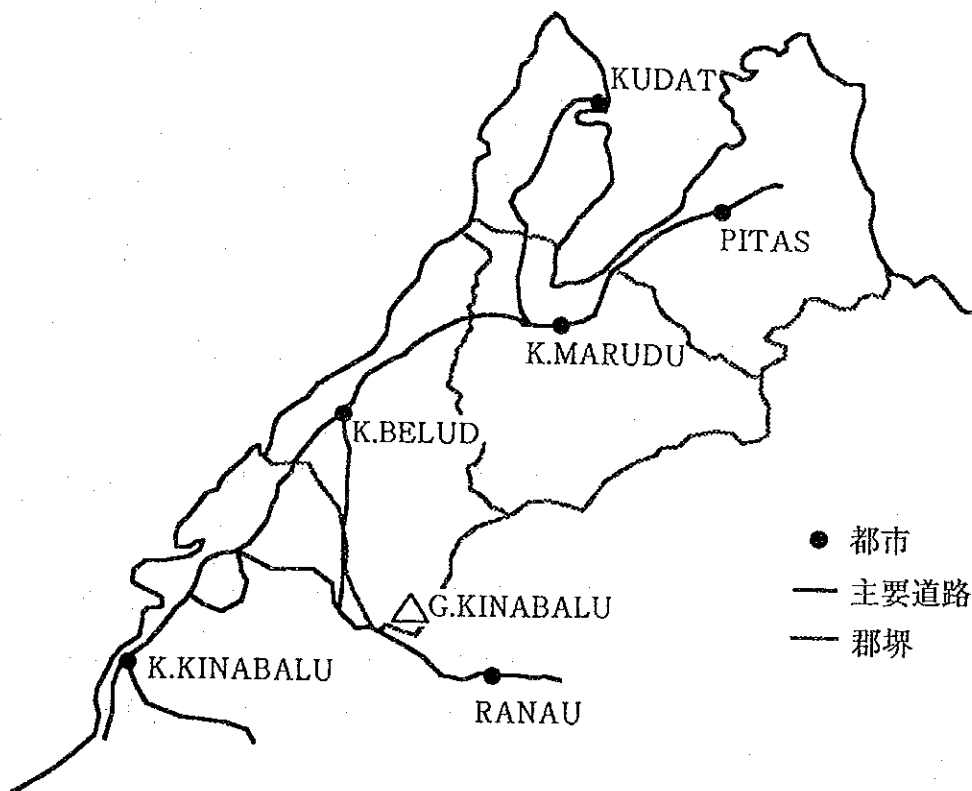 KUDAT
PITAS
K.MARUDU
K.BELUD
G.KINABALU
K.KINABALU
RANAU
都市
主要道路
郡堺